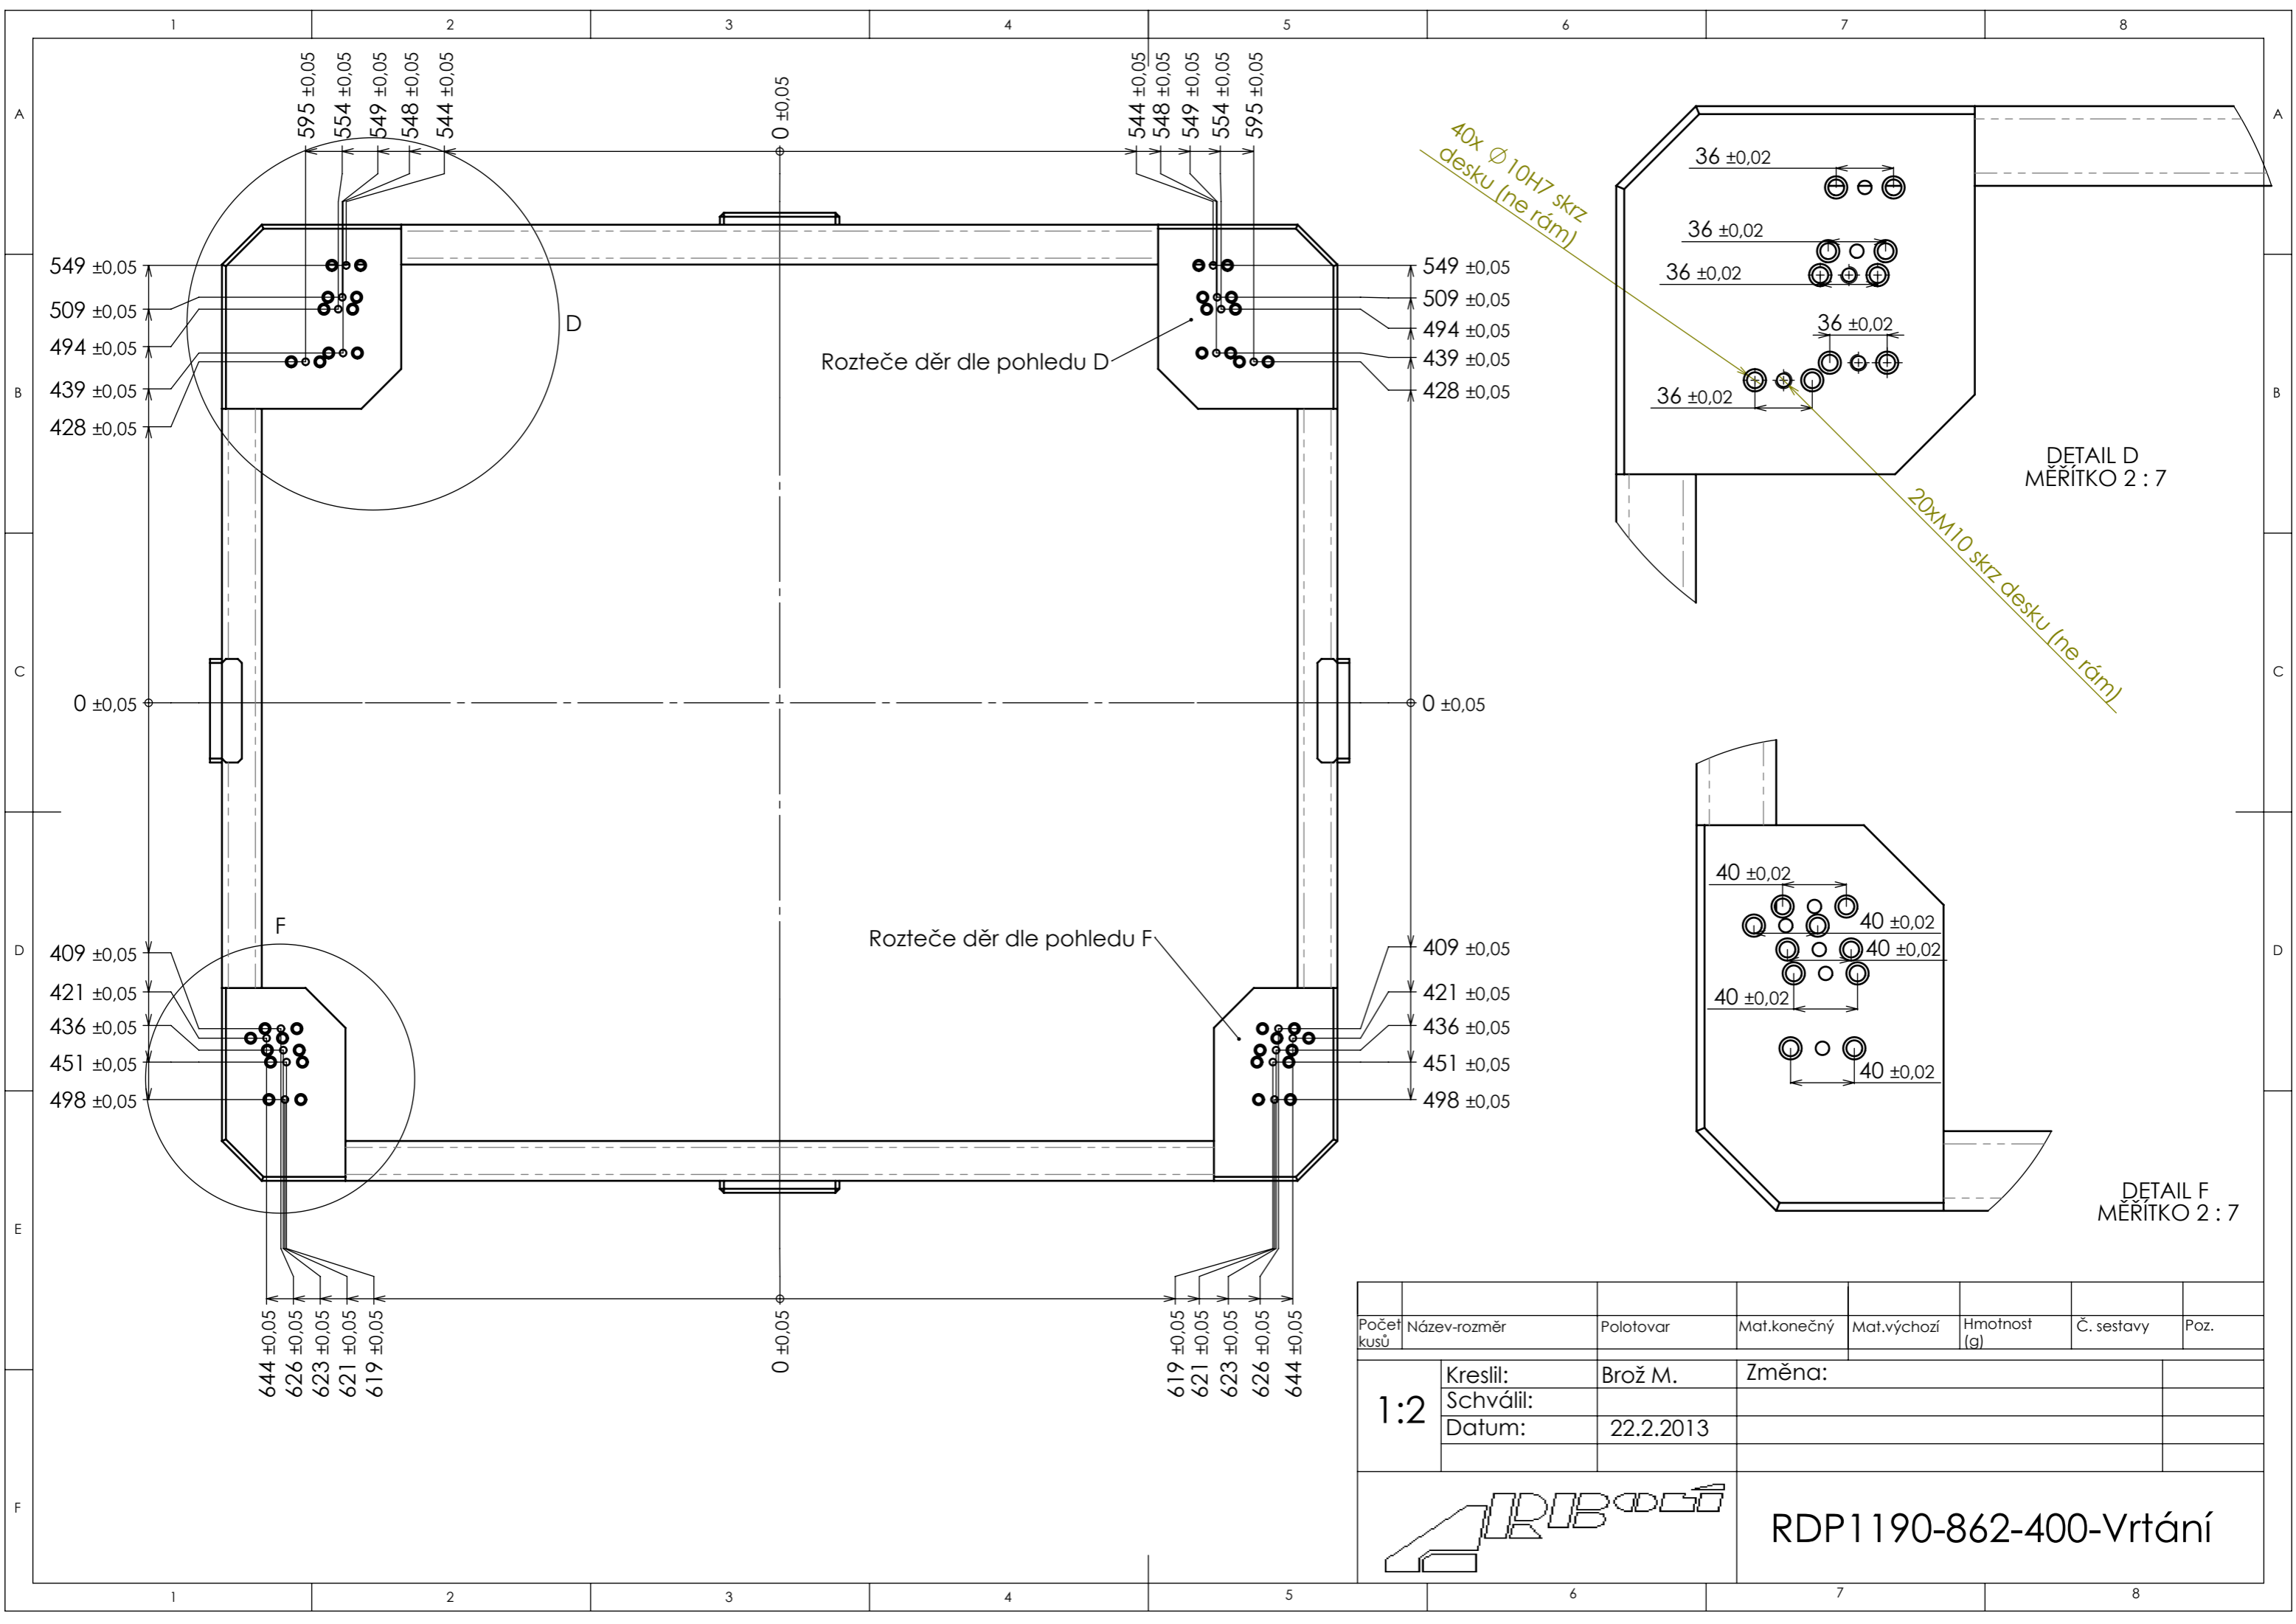 1 2 3 4 5 6 7 8
A A
B B
C C
D D
E
F
595 ±0,05
554 ±0,05
549 ±0,05
548 ±0,05
544 ±0,05
0 ±0,05
544 ±0,05
548 ±0,05
549 ±0,05
554 ±0,05
595 ±0,05
549 ±0,05
509 ±0,05
494 ±0,05
439 ±0,05
428 ±0,05
D
Rozteče děr dle pohledu D
549 ±0,05
509 ±0,05
494 ±0,05
439 ±0,05
428 ±0,05
0 ±0,05
0 ±0,05
F
Rozteče děr dle pohledu F
409 ±0,05
421 ±0,05
436 ±0,05
451 ±0,05
498 ±0,05
409 ±0,05
421 ±0,05
436 ±0,05
451 ±0,05
498 ±0,05
644 ±0,05
626 ±0,05
623 ±0,05
621 ±0,05
619 ±0,05
0 ±0,05
619 ±0,05
621 ±0,05
623 ±0,05
626 ±0,05
644 ±0,05
40x Ø 10H7 skrz
desku (ne rám)
36 ±0,02
36 ±0,02
36 ±0,02
36 ±0,02
36 ±0,02
DETAIL D
MĚŘÍTKO 2 : 7
20xM10 skrz desku (ne rám)
40 ±0,02
40 ±0,02
40 ±0,02
40 ±0,02
40 ±0,02
DETAIL F
MĚŘÍTKO 2 : 7
Počet kusů Název-rozměr Polotovar Mat.konečný Mat.výchozí Hmotnost (g) Č. sestavy Poz.
1:2
Kreslil: Brož M. Změna:
Schválil:
Datum: 22.2.2013
RDP1190-862-400-Vrtání
1 2 3 4 5 6 7 8